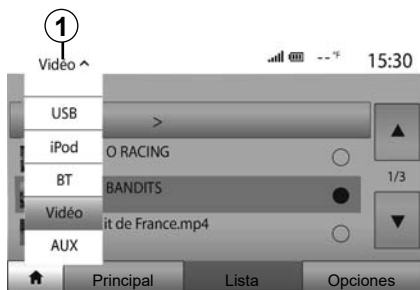 1
Vidéo ^
--°F
15:30
USB
>
iPod
O RACING
BT
BANDITS
1/3
Vidéo
it de France.mp4
AUX
Principal
Lista
Opciones